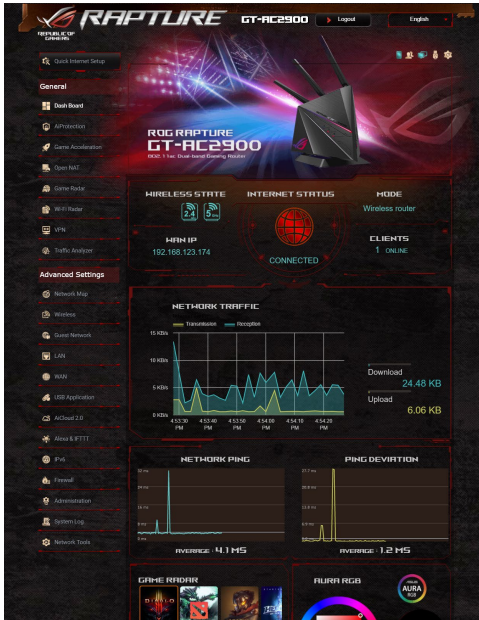 RAPTURE GT-AC2900 Logout English
REPUBLIC OF
GAMERS
Quick Internet Setup
General
Dash Board
AiProtection
Game Acceleration
Open NAT
Game Radar
Wi-Fi Radar
VPN
Traffic Analyzer
Advanced Settings
Network Map
Wireless
Guest Network
LAN
WAN
USB Application
AiCloud 2.0
Alexa & IFTTT
IPv6
Firewall
Administration
System Log
Network Tools
ROG RAPTURE
GT-AC2900
802.11ac Dual-band Gaming Router
WIRELESS STATE
2.4 5
WAN IP
192.168.123.174
INTERNET STATUS
CONNECTED
MODE
Wireless router
CLIENTS
1 ONLINE
NETWORK TRAFFIC
Transmission Reception
15 KB/s
10 KB/s
5 KB/s
0 KB/s
4:53:30 PM
4:53:40 PM
4:53:50 PM
4:54:00 PM
4:54:10 PM
4:54:20 PM
Download
24.48 KB
Upload
6.06 KB
NETWORK PING
AVERAGE : 4.1 MS
PING DEVIATION
AVERAGE : 1.2 MS
GAME RADAR
DIABLO
AURA RGB
AURA
RGB